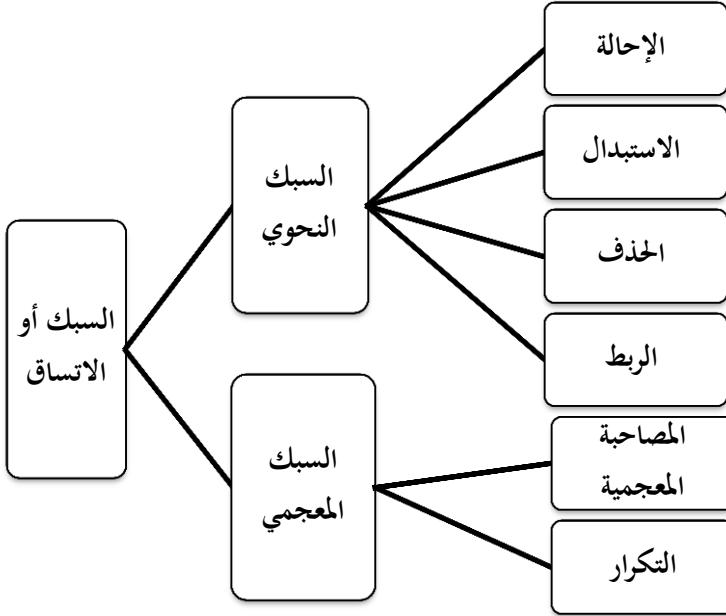 السبك أو
الاتساق
السبك
النحوي
الإحالة
الاستبدال
الحذف
الربط
السبك
المعجمي
المصاحبة
المعجمية
التكرار